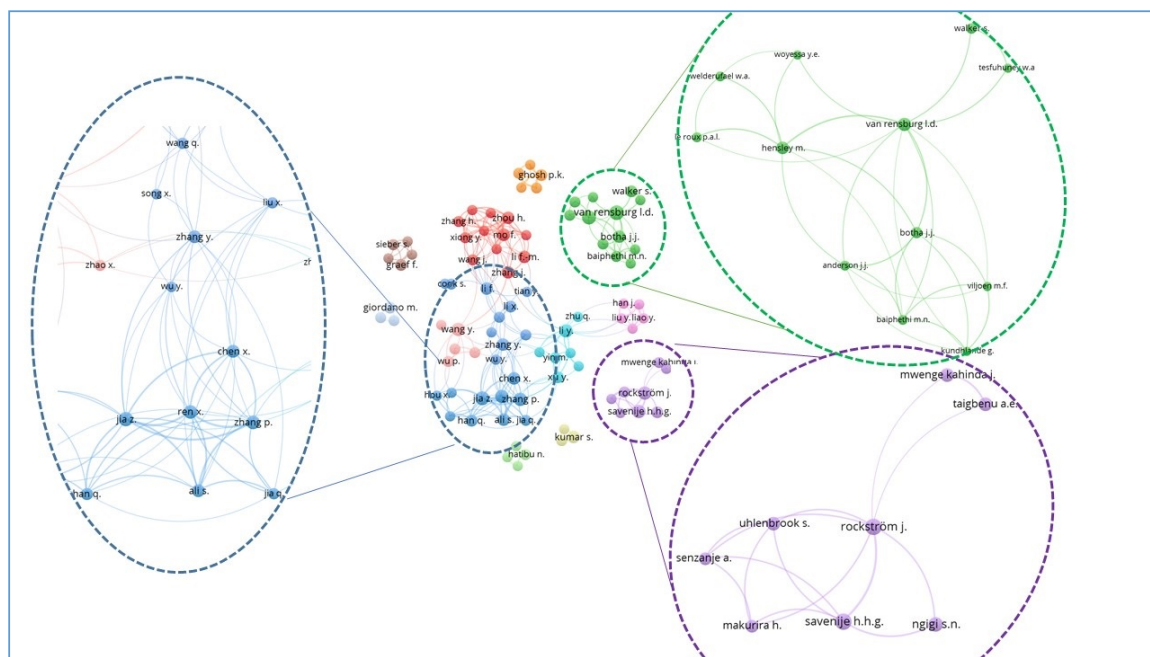 wang q.
song x.
liu x.
zhang y.
zhao x.
zh
wu y.
chen x.
jia z.
ren x.
zhang p.
han q.
ali s.
jia q.
ghosh p.k.
zhang h.
zhou h.
xiong y.
mo f.
wang j.
li f.-m.
zhang j.
sieber s.
graef f.
giordano m.
cook s.
li f.
tian y.
li x.
wang y.
zhang y.
wu p.
wu y.
chen x.
hou x.
jia z.
zhang p.
han q.
ali s.
jia q.
hatibu n.
kumar s.
zhu q.
li y.
yin m.
xu y.
han j.
liu y.
liao y.
walker s.
van rensburg l.d.
botha j.j.
baiphethi m.n.
mwenge kahinda j.
rockström j.
savenije h.h.g.
walker s.
woyessa y.e.
welderufael w.a.
tesfuhuney w.a
van rensburg l.d.
le roux p.a.l.
hensley m.
botha j.j.
anderson j.j.
viljoen m.f.
baiphethi m.n.
kundhlande g.
mwenge kahinda j.
taigbenu a.e.
uhlenbrook s.
rockström j.
senzanje a.
makurira h.
savenije h.h.g.
ngigi s.n.